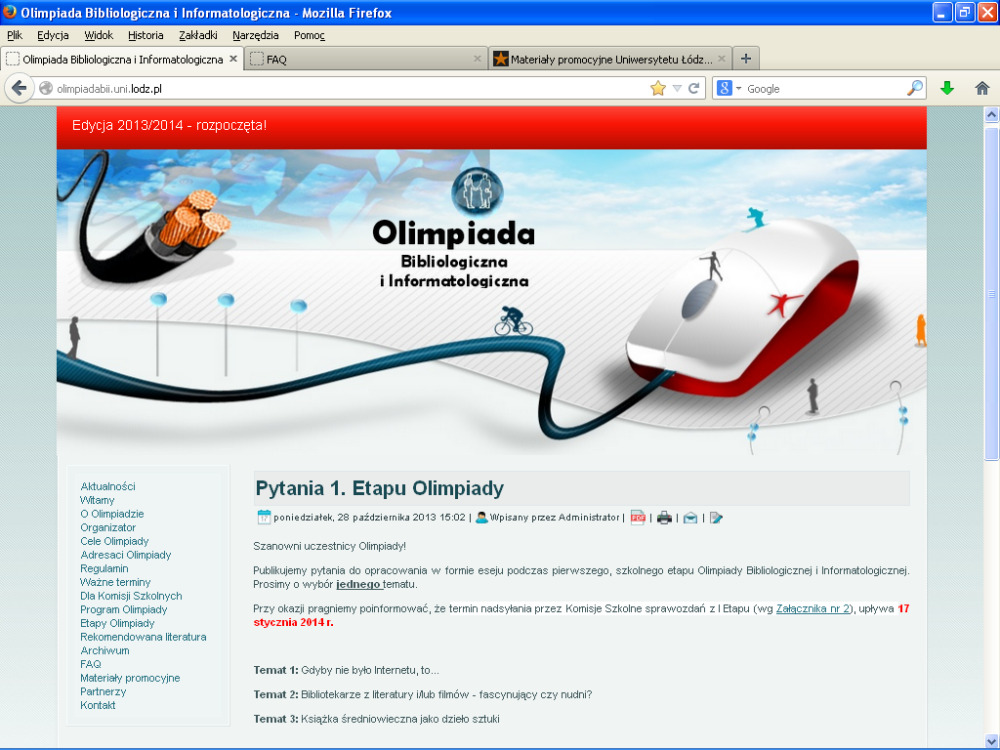 Olimpiada Bibliologiczna i Informatologiczna - Mozilla Firefox
Plik Edycja Widok Historia Zakładki Narzędzia Pomoc
Olimpiada Bibliologiczna i Informatologiczna FAQ Materiały promocyjne Uniwersytetu Łódz...
olimpiadabii.uni.lodz.pl Google
Edycja 2013/2014 - rozpoczęta!
Olimpiada
Bibliologiczna
i Informatologiczna
Aktualności
Witamy
O Olimpiadzie
Organizator
Cele Olimpiady
Adresaci Olimpiady
Regulamin
Ważne terminy
Dla Komisji Szkolnych
Program Olimpiady
Etapy Olimpiady
Rekomendowana literatura
Archiwum
FAQ
Materiały promocyjne
Partnerzy
Kontakt
Pytania 1. Etapu Olimpiady
17 poniedziałek, 28 października 2013 15:02 | Wpisany przez Administrator | PDF | | |
Szanowni uczestnicy Olimpiady!
Publikujemy pytania do opracowania w formie eseju podczas pierwszego, szkolnego etapu Olimpiady Bibliologicznej i Informatologicznej.
Prosimy o wybór jednego tematu.
Przy okazji pragniemy poinformować, że termin nadsyłania przez Komisje Szkolne sprawozdań z I Etapu (wg Załącznika nr 2), upływa 17
stycznia 2014 r.
Temat 1: Gdyby nie było Internetu, to...
Temat 2: Bibliotekarze z literatury i/lub filmów - fascynujący czy nudni?
Temat 3: Książka średniowieczna jako dzieło sztuki